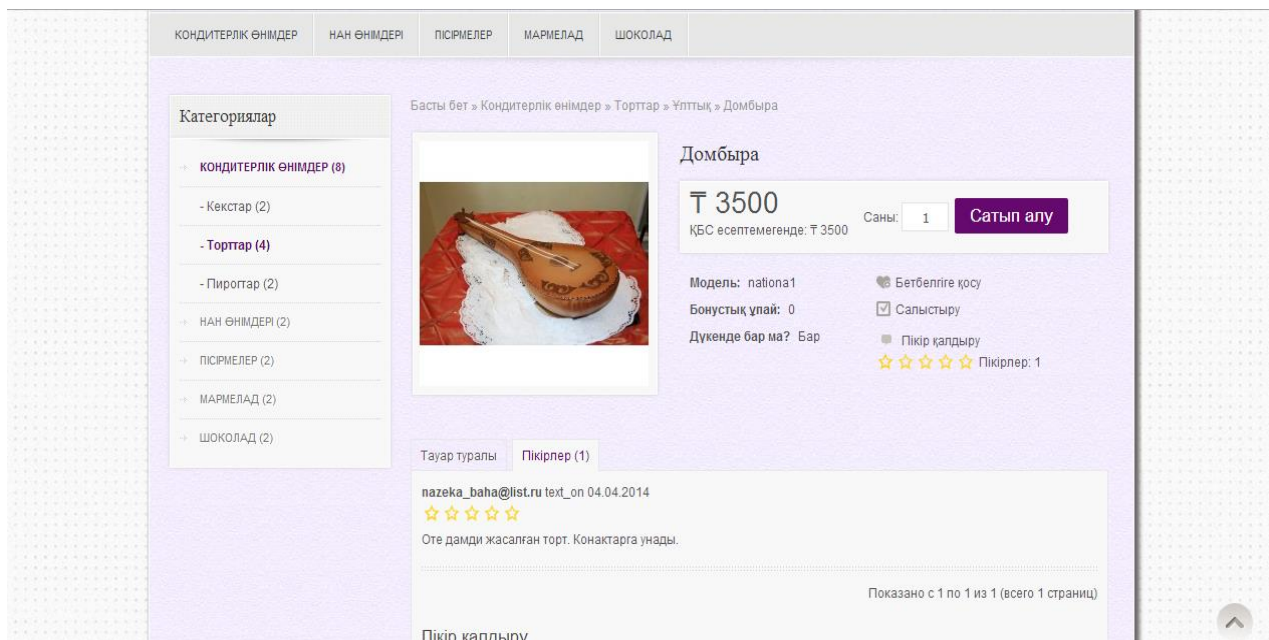 КОНДИТЕРЛІК ӨНІМДЕР НАН ӨНІМДЕРІ ПІСІРМЕЛЕР МАРМЕЛАД ШОКОЛАД
Категориялар
КОНДИТЕРЛІК ӨНІМДЕР (8)
- Кекстар (2)
- Торттар (4)
- Пирогтар (2)
НАН ӨНІМДЕРІ (2)
ПІСІРМЕЛЕР (2)
МАРМЕЛАД (2)
ШОКОЛАД (2)
Басты бет » Кондитерлік өнімдер » Торттар » Ұлттық » Домбыра
Домбыра
₸ 3500
ҚБС есептемегенде: ₸ 3500
Саны: 1 Сатып алу
Модель: nationa1
Бонустық ұпай: 0
Дүкенде бар ма? Бар
Бетбелгіге қосу
Салыстыру
Пікір қалдыру
Пікірлер: 1
Тауар туралы Пікірлер (1)
nazeka_baha@list.ru text_on 04.04.2014
Оте дамди жасалған торт. Конактарга унады.
Показано с 1 по 1 из 1 (всего 1 страниц)
Пікір қалдыру